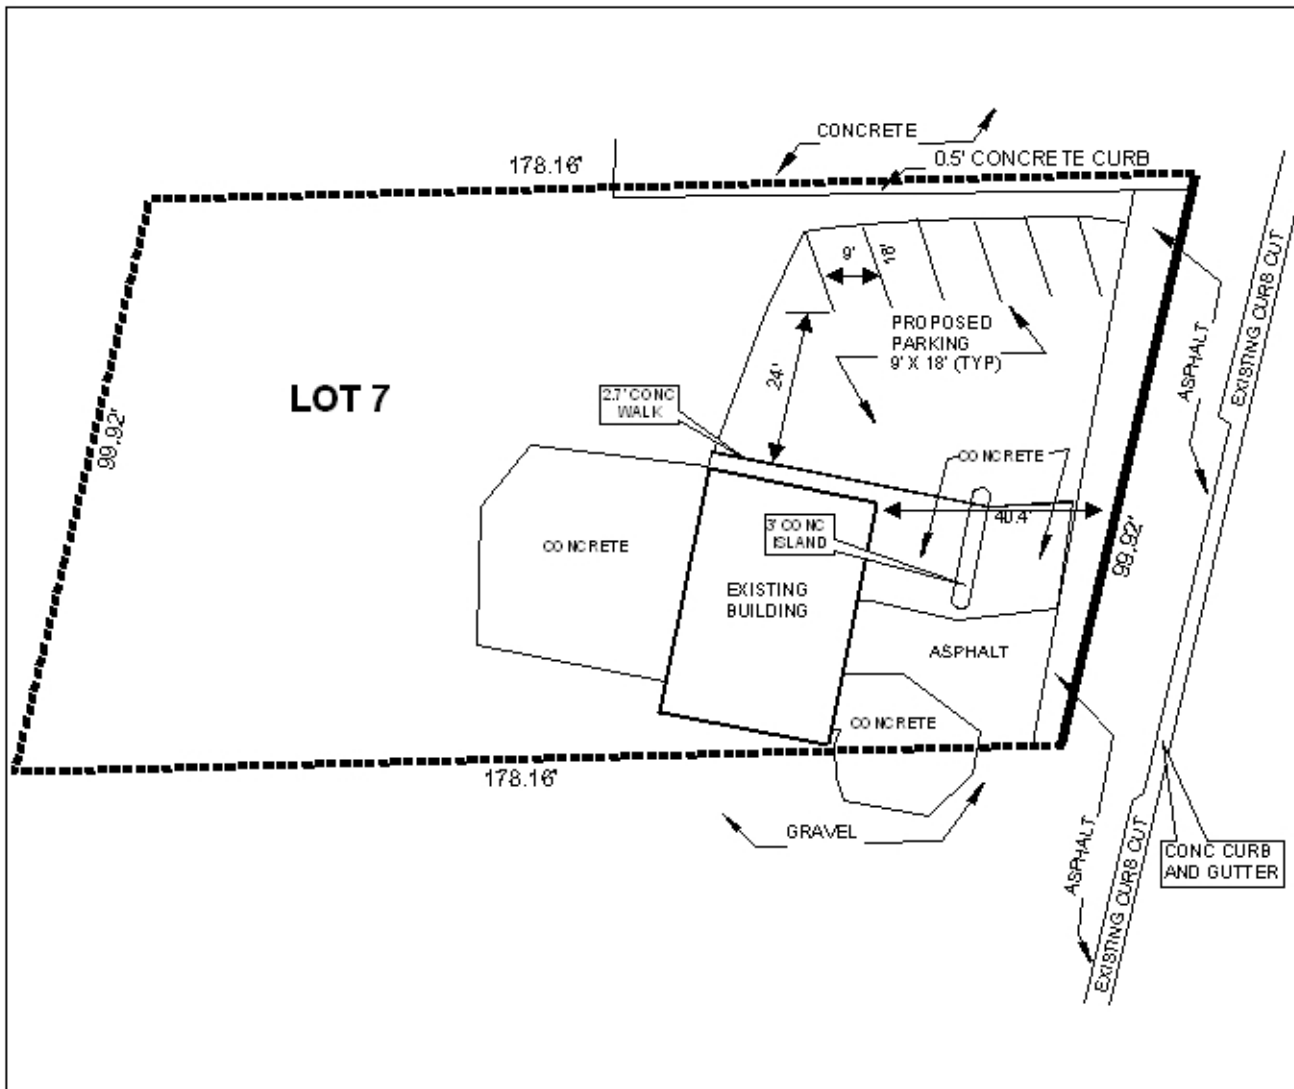 CONCRETE
178.16'
0.5' CONCRETE CURB
9'
18'
PROPOSED
PARKING
9' X 18' (TYP)
24'
LOT 7
99.92'
2.7' CONC
WALK
CONCRETE
40.4'
3' CONC
ISLAND
CONCRETE
EXISTING
BUILDING
ASPHALT
CONCRETE
178.16'
GRAVEL
99.92'
ASPHALT
EXISTING CURB CUT
ASPHALT
EXISTING CURB CUT
CONC CURB
AND GUTTER